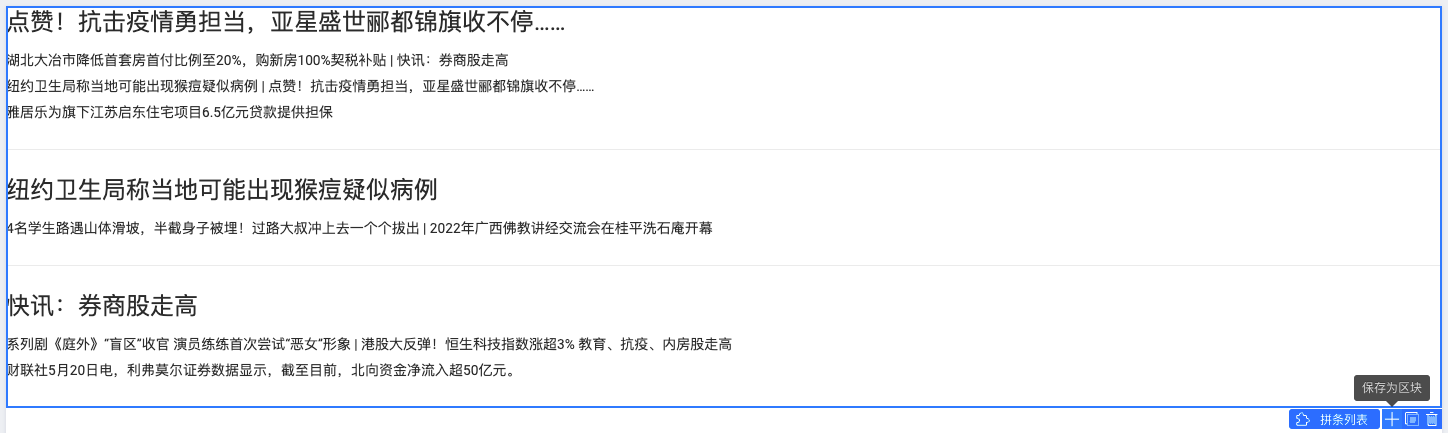 点赞！抗击疫情勇担当，亚星盛世郦都锦旗收不停……
湖北大冶市降低首套房首付比例至20%，购新房100%契税补贴 | 快讯：券商股走高
纽约卫生局称当地可能出现猴痘疑似病例 | 点赞！抗击疫情勇担当，亚星盛世郦都锦旗收不停……
雅居乐为旗下江苏启东住宅项目6.5亿元贷款提供担保
纽约卫生局称当地可能出现猴痘疑似病例
4名学生路遇山体滑坡，半截身子被埋！过路大叔冲上去一个个拔出 | 2022年广西佛教讲经交流会在桂平洗石庵开幕
快讯：券商股走高
系列剧《庭外》“盲区”收官 演员练练首次尝试“恶女”形象 | 港股大反弹！恒生科技指数涨超3% 教育、抗疫、内房股走高
财联社5月20日电，利弗莫尔证券数据显示，截至目前，北向资金净流入超50亿元。
保存为区块
拼条列表